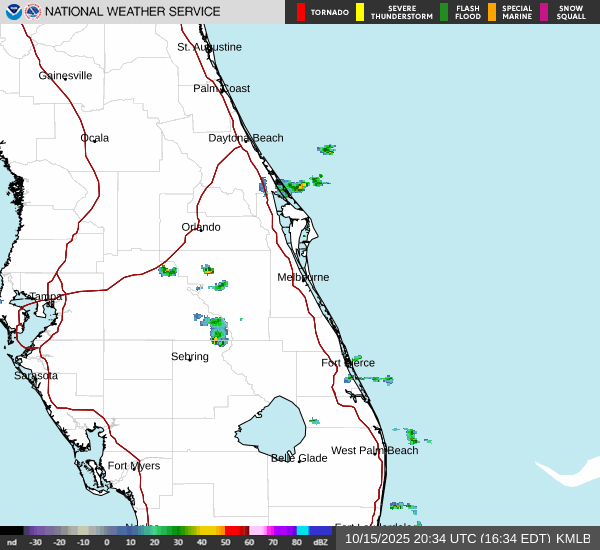 NATIONAL WEATHER SERVICE
TORNADO
SEVERE THUNDERSTORM
FLASH FLOOD
SPECIAL MARINE
SNOW SQUALL
St. Augustine
Gainesville
Palm Coast
Ocala
Daytona Beach
Orlando
Melbourne
Tampa
Sebring
Fort Pierce
Sarasota
West Palm Beach
Belle Glade
Fort Myers
nd -30 -20 -10 0 10 20 30 40 50 60 70 80 dBZ
10/15/2025 20:34 UTC (16:34 EDT) KMLB